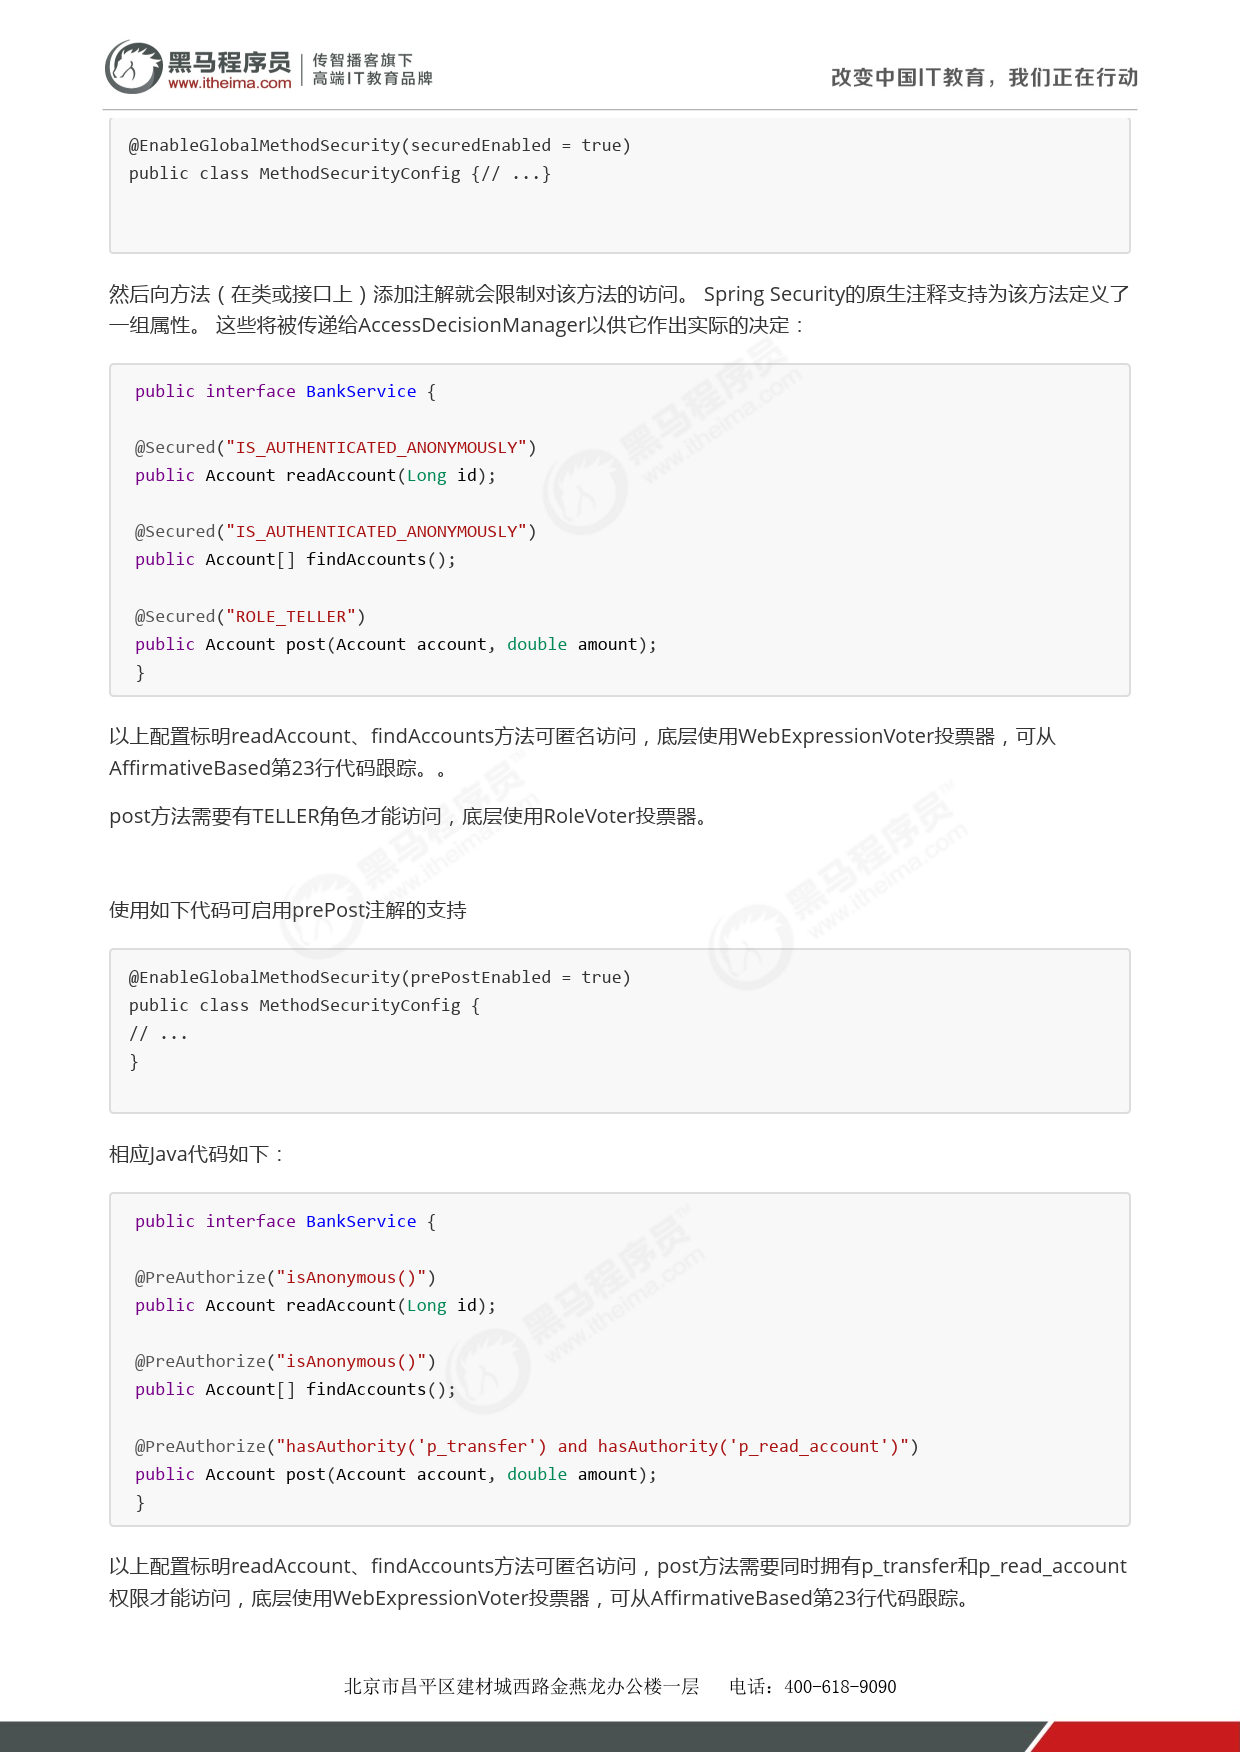 黑马程序员
www.itheima.com
传智播客旗下
高端IT教育品牌
改变中国IT教育，我们正在行动
@EnableGlobalMethodSecurity(securedEnabled = true)
public class MethodSecurityConfig {// ...}
然后向方法（在类或接口上）添加注解就会限制对该方法的访问。 Spring Security的原生注释支持为该方法定义了
一组属性。 这些将被传递给AccessDecisionManager以供它作出实际的决定：
public interface BankService {
@Secured("IS_AUTHENTICATED_ANONYMOUSLY")
public Account readAccount(Long id);
@Secured("IS_AUTHENTICATED_ANONYMOUSLY")
public Account[] findAccounts();
@Secured("ROLE_TELLER")
public Account post(Account account, double amount);
}
以上配置标明readAccount、findAccounts方法可匿名访问，底层使用WebExpressionVoter投票器，可从
AffirmativeBased第23行代码跟踪。。
post方法需要有TELLER角色才能访问，底层使用RoleVoter投票器。
使用如下代码可启用prePost注解的支持
@EnableGlobalMethodSecurity(prePostEnabled = true)
public class MethodSecurityConfig {
// ...
}
相应Java代码如下：
public interface BankService {
@PreAuthorize("isAnonymous()")
public Account readAccount(Long id);
@PreAuthorize("isAnonymous()")
public Account[] findAccounts();
@PreAuthorize("hasAuthority('p_transfer') and hasAuthority('p_read_account')")
public Account post(Account account, double amount);
}
以上配置标明readAccount、findAccounts方法可匿名访问，post方法需要同时拥有p_transfer和p_read_account
权限才能访问，底层使用WebExpressionVoter投票器，可从AffirmativeBased第23行代码跟踪。
北京市昌平区建材城西路金燕龙办公楼一层 电话：400-618-9090